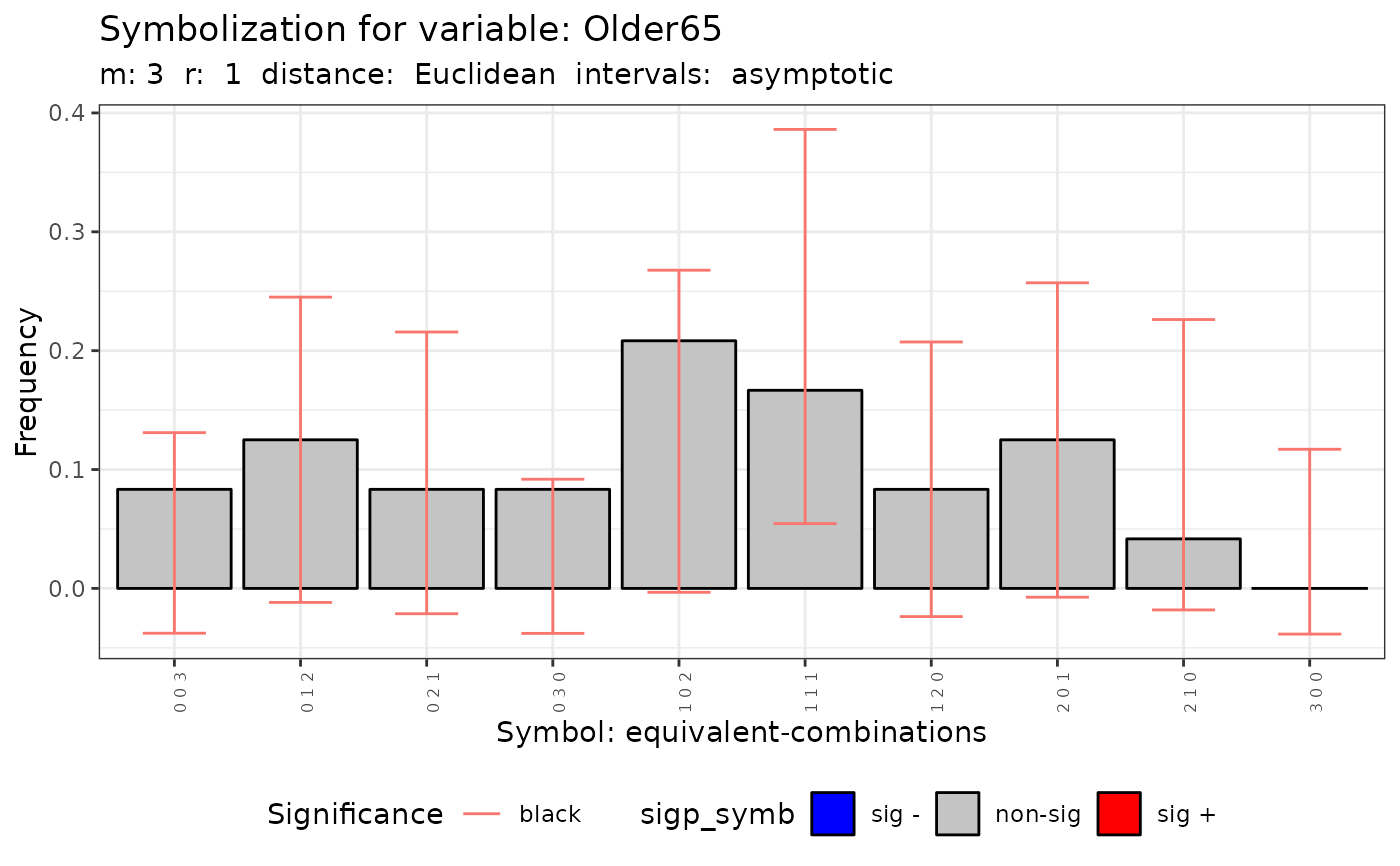 Symbolization for variable: Older65
m: 3 r: 1 distance: Euclidean intervals: asymptotic
Frequency
0.4
0.3
0.2
0.1
0.0
0 0 3
0 1 2
0 2 1
0 3 0
1 0 2
1 1 1
1 2 0
2 0 1
2 1 0
3 0 0
Symbol: equivalent-combinations
Significance black sigp_symb sig - non-sig sig +